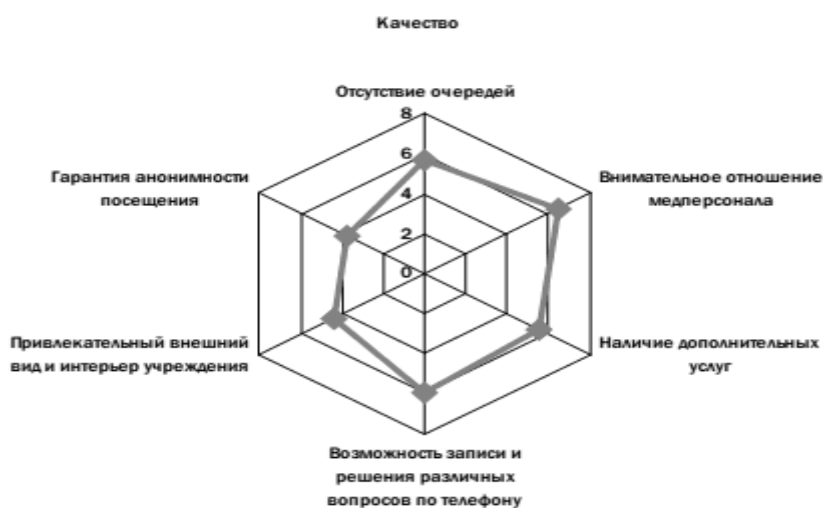 Качество
Отсутствие очередей
8
6
4
2
0
Внимательное отношение
медперсонала
Наличие дополнительных
услуг
Возможность записи и
решения различных
вопросов по телефону
Привлекательный внешний
вид и интерьер учреждения
Гарантия анонимности
посещения